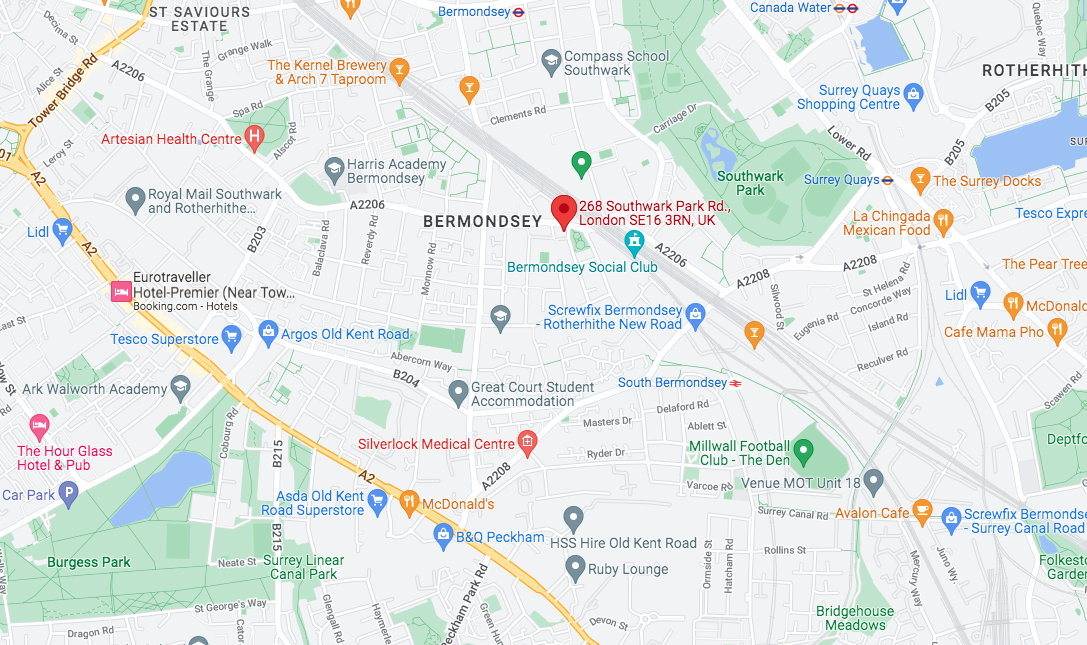 ST SAVIOURS
ESTATE
Bermondsey
Canada Water
Quebec Way
Decima St
Grange Walk
The Grange
Alice St
A2206
Tower Bridge Rd
The Kernel Brewery
& Arch 7 Taproom
Compass School
Southwark
ROTHERHITH
B205
Surrey Quays
Shopping Centre
Spa Rd
Clements Rd
Carriage Dr
Lower Rd
Artesian Health Centre
Alscot Rd
Leroy St
01
A2
B205
SUR
Harris Academy
Bermondsey
Southwark
Park
Surrey Quays
The Surrey Docks
Royal Mail Southwark
and Rotherhithe...
A2206
268 Southwark Park Rd.,
London SE16 3RN, UK
BERMONDSEY
La Chingada
Mexican Food
Tesco Expre
Lidl
B203
A2
Balaclava Rd
Reverdy Rd
Monnow Rd
A2206
Bermondsey Social Club
A2208
A2208
The Pear Tree
Eurotraveller
Hotel-Premier (Near Tow...
Booking.com - Hotels
St Helena Rd
Concorde Way
Silwood St
Lidl
McDonald
Screwfix Bermondsey
- Rotherhithe New Road
Eugenia Rd
Island Rd
Cafe Mama Pho
East St
Tesco Superstore
Argos Old Kent Road
Abercorn Way
B204
Reculver Rd
South Bermondsey
Ark Walworth Academy
Great Court Student
Accommodation
Scawen Rd
Delaford Rd
Masters Dr
Ablett St
Cobourg Rd
The Hour Glass
Hotel & Pub
B215
Silverlock Medical Centre
Millwall Football
Club - The Den
Deptfo
Park
Ryder Dr
A2208
A2
Varcoe Rd
Venue MOT Unit 18
Car Park
Asda Old Kent
Road Superstore
McDonald's
Surrey Canal Rd
Avalon Cafe
Screwfix Bermondse
- Surrey Canal Road
B215
B&Q Peckham
HSS Hire Old Kent Road
Rollins St
Burgess Park
Neate St
Surrey Linear
Canal Park
Ruby Lounge
Ormside St
Hatcham Rd
Mercury Way
Juno Wy
Folkesto
Garden
Wells Way
St George's Way
Peckham Park Rd
Bridgehouse
Meadows
Dragon Rd
Glengall Rd
Haymerle
Green Hun
Devon St